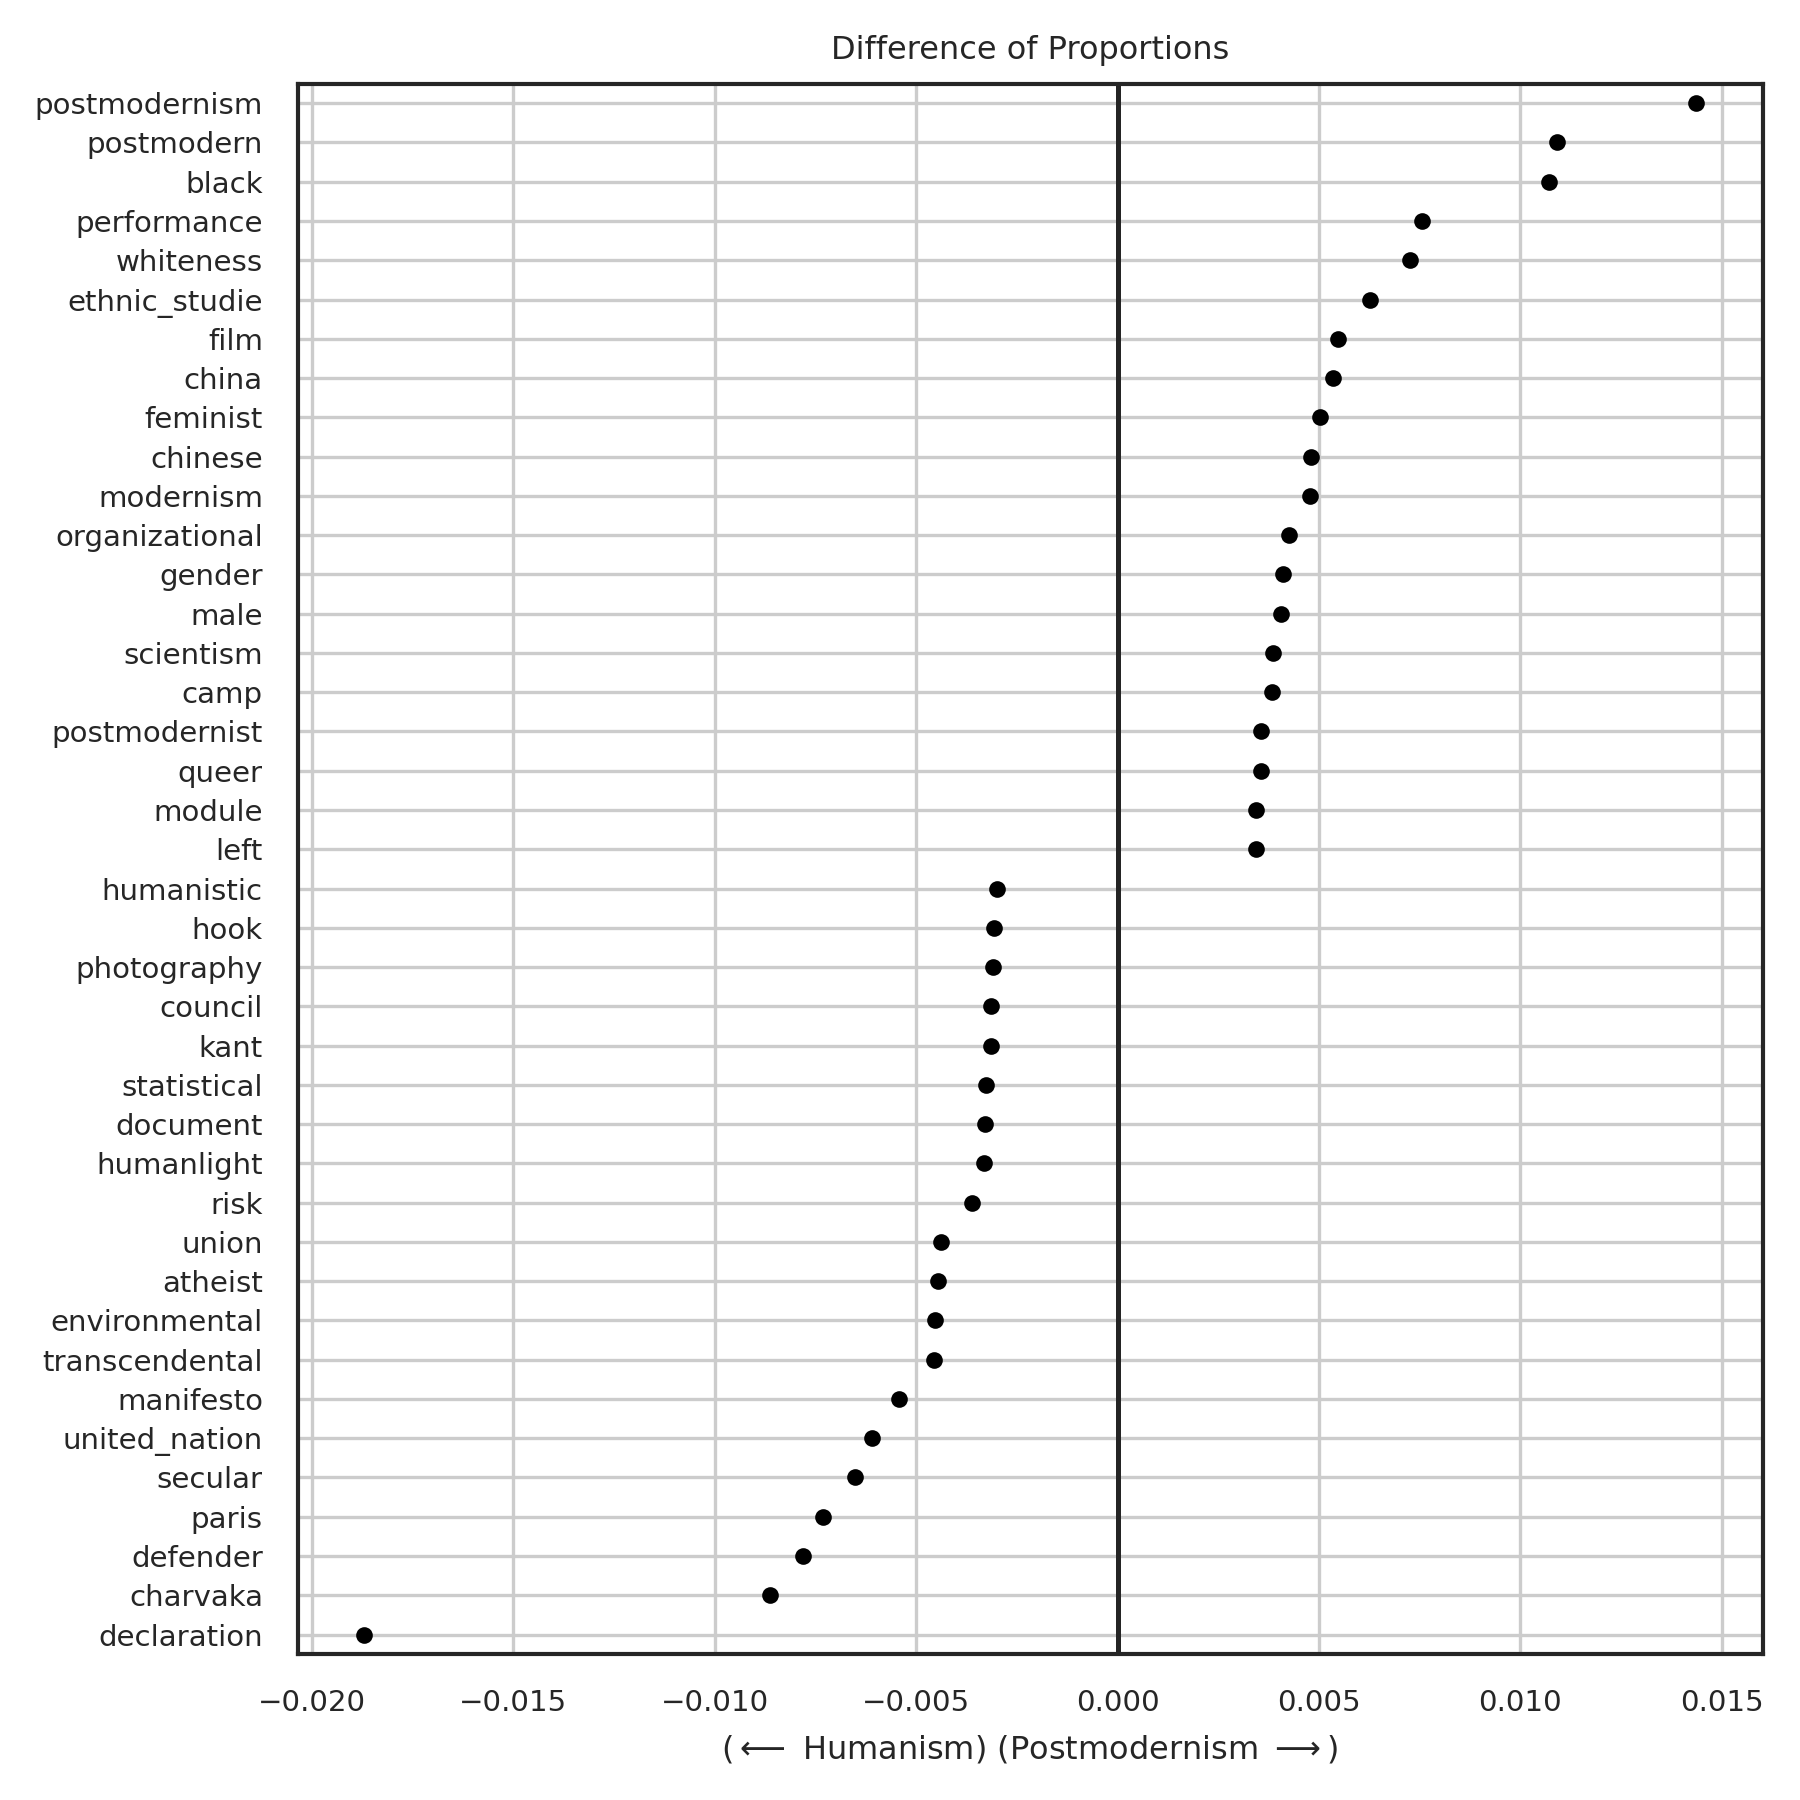 Difference of Proportions
postmodernism
postmodern
black
performance
whiteness
ethnic_studie
film
china
feminist
chinese
modernism
organizational
gender
male
scientism
camp
postmodernist
queer
module
left
humanistic
hook
photography
council
kant
statistical
document
humanlight
risk
union
atheist
environmental
transcendental
manifesto
united_nation
secular
paris
defender
charvaka
declaration
−0.020 −0.015 −0.010 −0.005 0.000 0.005 0.010 0.015
(⟵ Humanism) (Postmodernism ⟶)